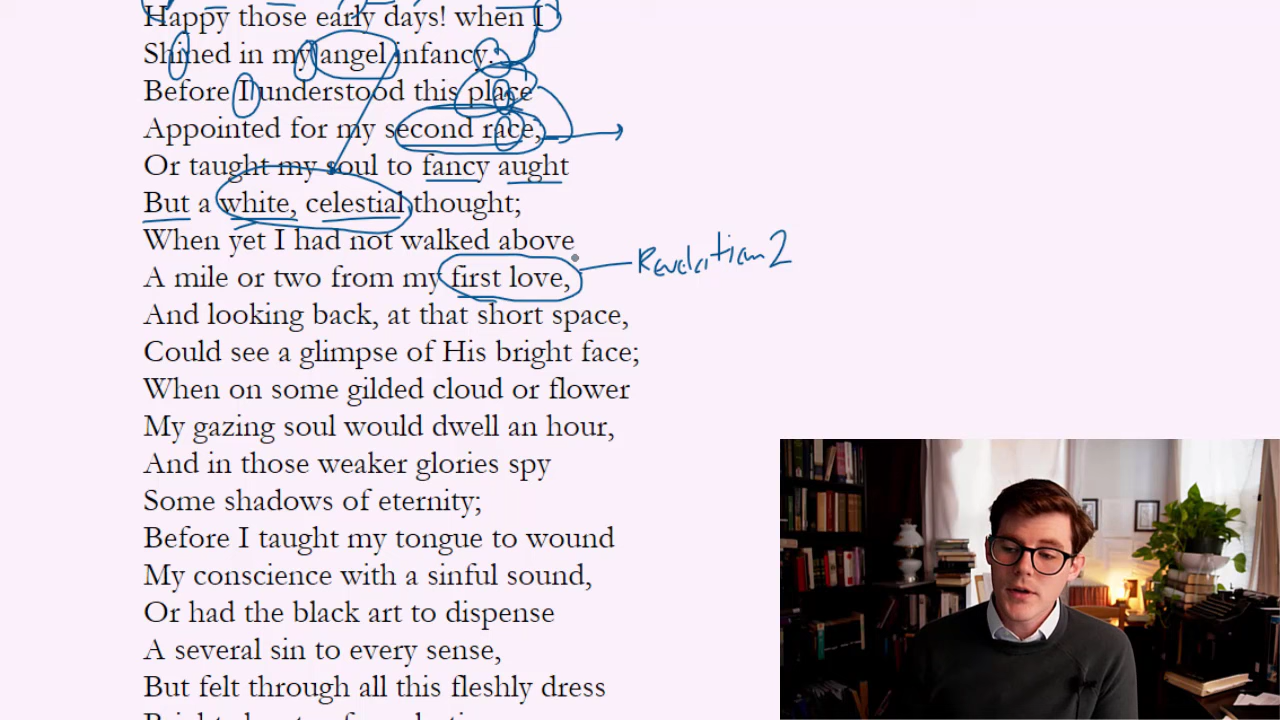 Happy those early days! when I
Shined in my angel infancy.
Before I understood this place
Appointed for my second race,
Or taught my soul to fancy aught
But a white, celestial thought;
When yet I had not walked above
A mile or two from my first love,
Revelation 2
And looking back, at that short space,
Could see a glimpse of His bright face;
When on some gilded cloud or flower
My gazing soul would dwell an hour,
And in those weaker glories spy
Some shadows of eternity;
Before I taught my tongue to wound
My conscience with a sinful sound,
Or had the black art to dispense
A several sin to every sense,
But felt through all this fleshly dress